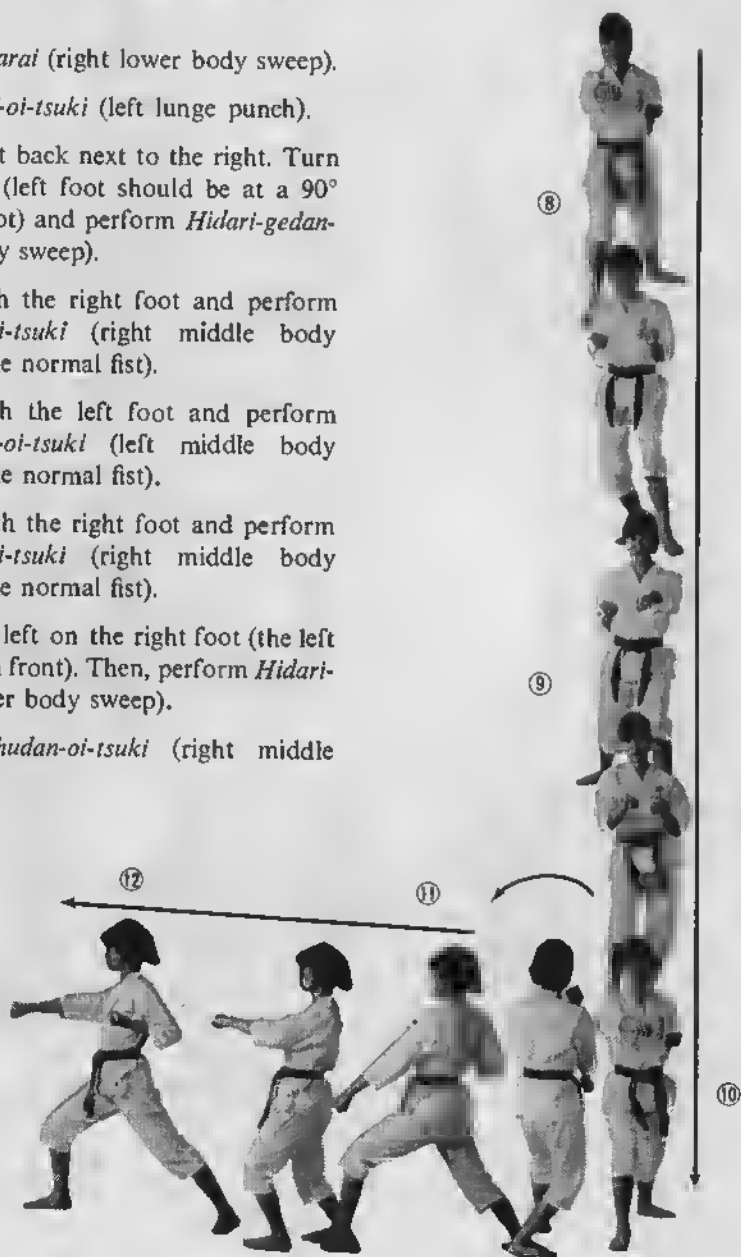 arai (right lower body sweep).
i-oi-tsuki (left lunge punch).
t back next to the right. Turn
(left foot should be at a 90°
ot) and perform Hidari-gedan-
y sweep).
h the right foot and perform
i-tsuki (right middle body
e normal fist).
h the left foot and perform
-oi-tsuki (left middle body
e normal fist).
th the right foot and perform
i-tsuki (right middle body
e normal fist).
left on the right foot (the left
n front). Then, perform Hidari-
er body sweep).
hudan-oi-tsuki (right middle
⑧
⑨
⑩
⑪
⑫